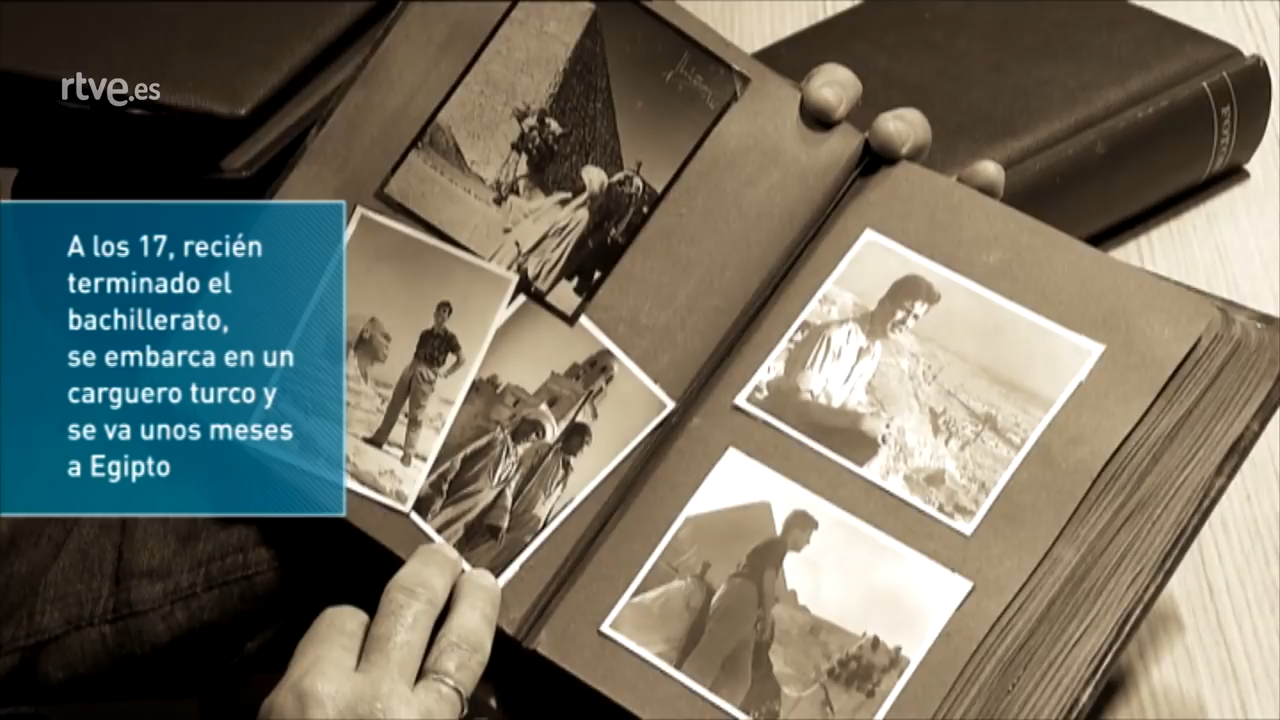 rtve.es
A los 17, recién
terminado el
bachillerato,
se embarca en un
carguero turco y
se va unos meses
a Egipto